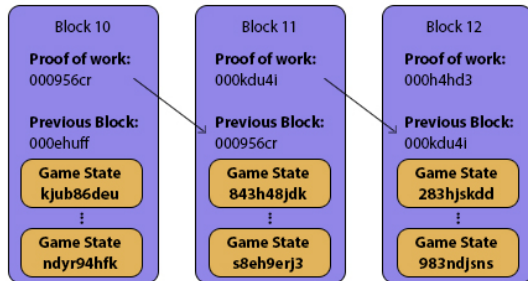 Block 10
Proof of work:
000956cr
Previous Block:
000ehuff
Game State
kjub86deu
Game State
ndyr94hfk
Block 11
Proof of work:
000kdu4i
Previous Block:
000956cr
Game State
843h48jdk
Game State
s8eh9erj3
Block 12
Proof of work:
000h4hd3
Previous Block:
000kdu4i
Game State
283hjskdd
Game State
983ndjsns